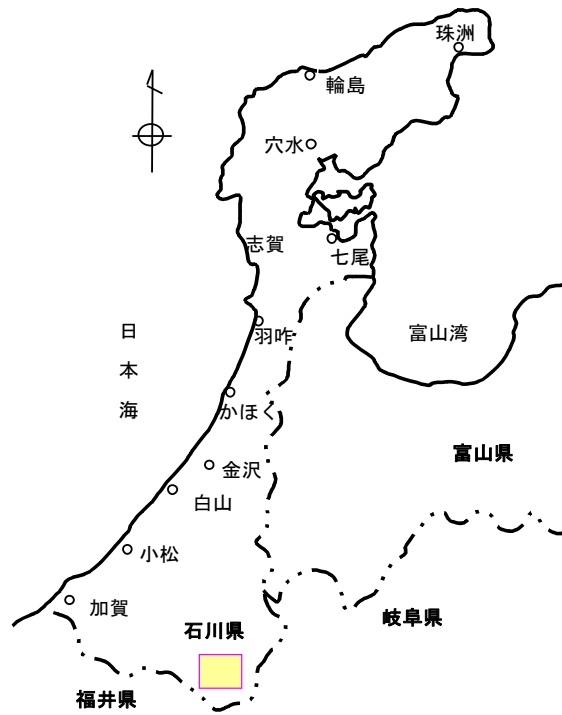 珠洲
輪島
穴水
志賀
七尾
羽咋
富山湾
日本海
かほく
富山県
金沢
白山
小松
加賀
石川県
岐阜県
福井県